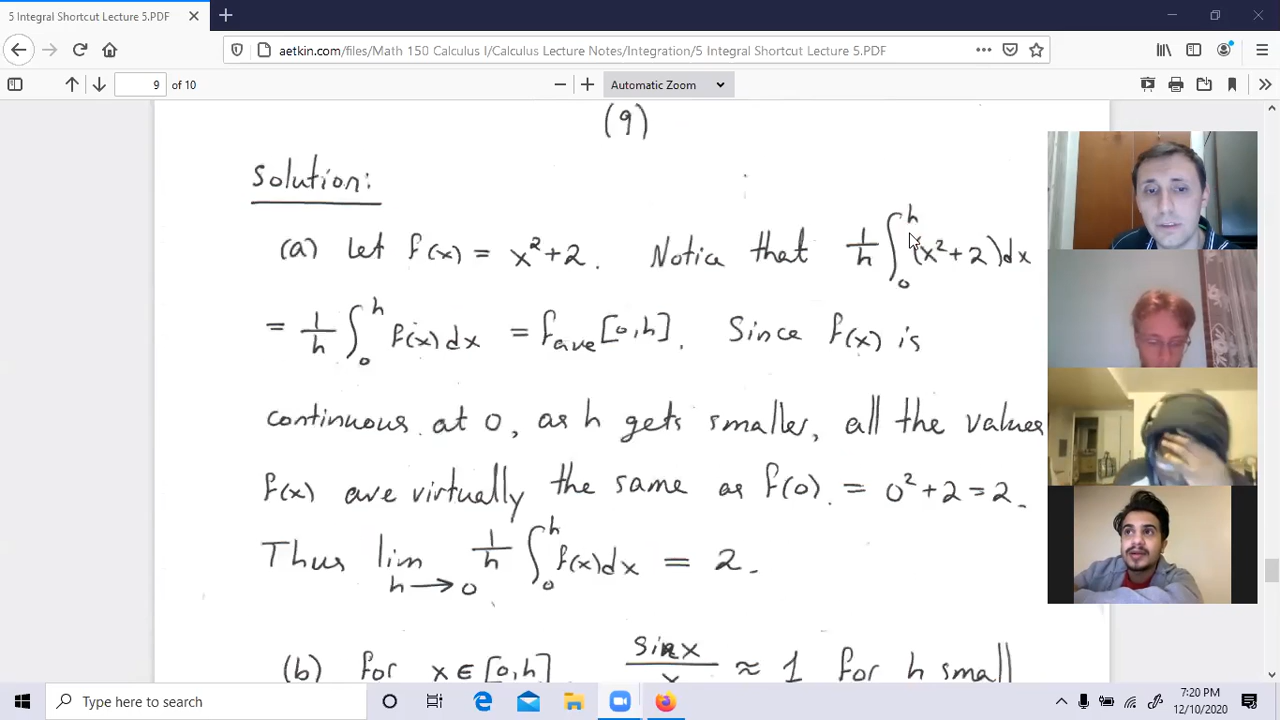 5 Integral Shortcut Lecture 5.PDF
aetkin.com/files/Math 150 Calculus I/Calculus Lecture Notes/Integration/5 Integral Shortcut Lecture 5.PDF
9 of 10 Automatic Zoom
(9)
Solution:
(a) Let f(x) = x²+2. Notice that 1/h ∫₀ʰ (x²+2)dx
= 1/h ∫₀ʰ f(x)dx = fave [0,h]. Since f(x) is
continuous at 0, as h gets smaller, all the values
f(x) are virtually the same as f(0) = 0²+2=2.
Thus lim h→0 1/h ∫₀ʰ f(x)dx = 2.
(b) for x ∈ [0,h] sinx/x ≈ 1 for h small
Type here to search
7:20 PM
12/10/2020